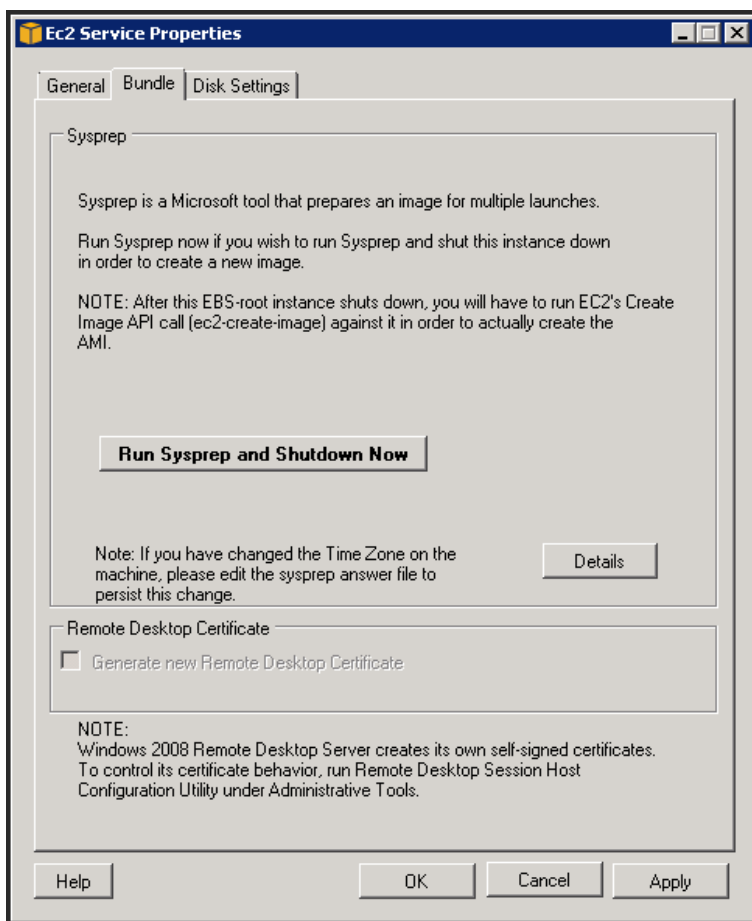 Ec2 Service Properties
General
Bundle
Disk Settings
Sysprep
Sysprep is a Microsoft tool that prepares an image for multiple launches.
Run Sysprep now if you wish to run Sysprep and shut this instance down
in order to create a new image.
NOTE: After this EBS-root instance shuts down, you will have to run EC2's Create
Image API call (ec2-create-image) against it in order to actually create the
AMI.
Run Sysprep and Shutdown Now
Note: If you have changed the Time Zone on the
machine, please edit the sysprep answer file to
persist this change.
Details
Remote Desktop Certificate
Generate new Remote Desktop Certificate
NOTE:
Windows 2008 Remote Desktop Server creates its own self-signed certificates.
To control its certificate behavior, run Remote Desktop Session Host
Configuration Utility under Administrative Tools.
Help
OK
Cancel
Apply